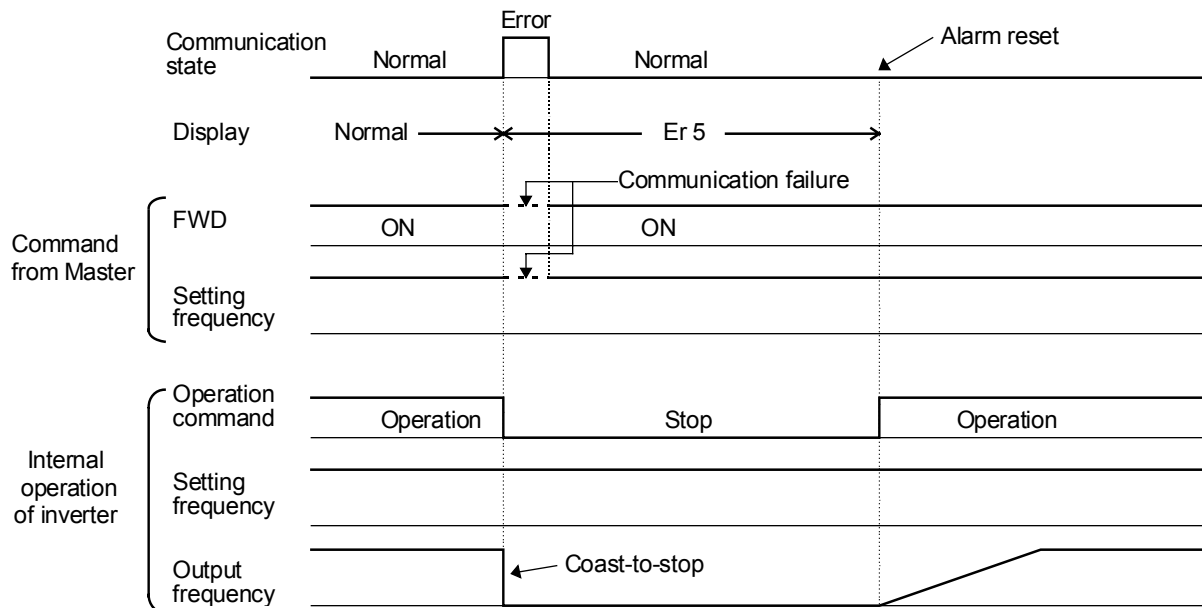 Error
Communication
state
Normal
Normal
Alarm reset
Display
Normal
Er 5
Communication failure
Command
from Master
FWD
ON
ON
Setting
frequency
Internal
operation
of inverter
Operation
command
Operation
Stop
Operation
Setting
frequency
Output
frequency
Coast-to-stop